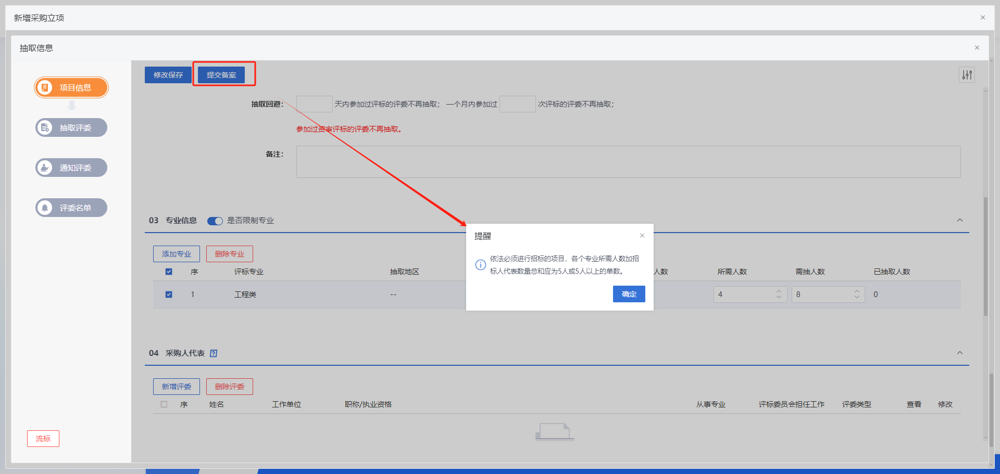 新增采购立项
抽取信息
修改保存
提交备案
项目信息
抽取评委
通知评委
评委名单
流标
抽取回避：
天内参加过评标的评委不再抽取； 一个月内参加过
次评标的评委不再抽取；
参加过资审评标的评委不再抽取。
备注：
03 专业信息 是否限制专业
添加专业
删除专业
序 评标专业 抽取地区 人数 所需人数 需抽人数 已抽取人数
1 工程类 -- 4 8 0
提醒
依法必须进行招标的项目，各个专业所需人数加招
标人代表数量总和应为5人或5人以上的单数。
确定
04 采购人代表 ?
新增评委
删除评委
序 姓名 工作单位 职称/执业资格 从事专业 评标委员会担任工作 评委类型 查看 修改